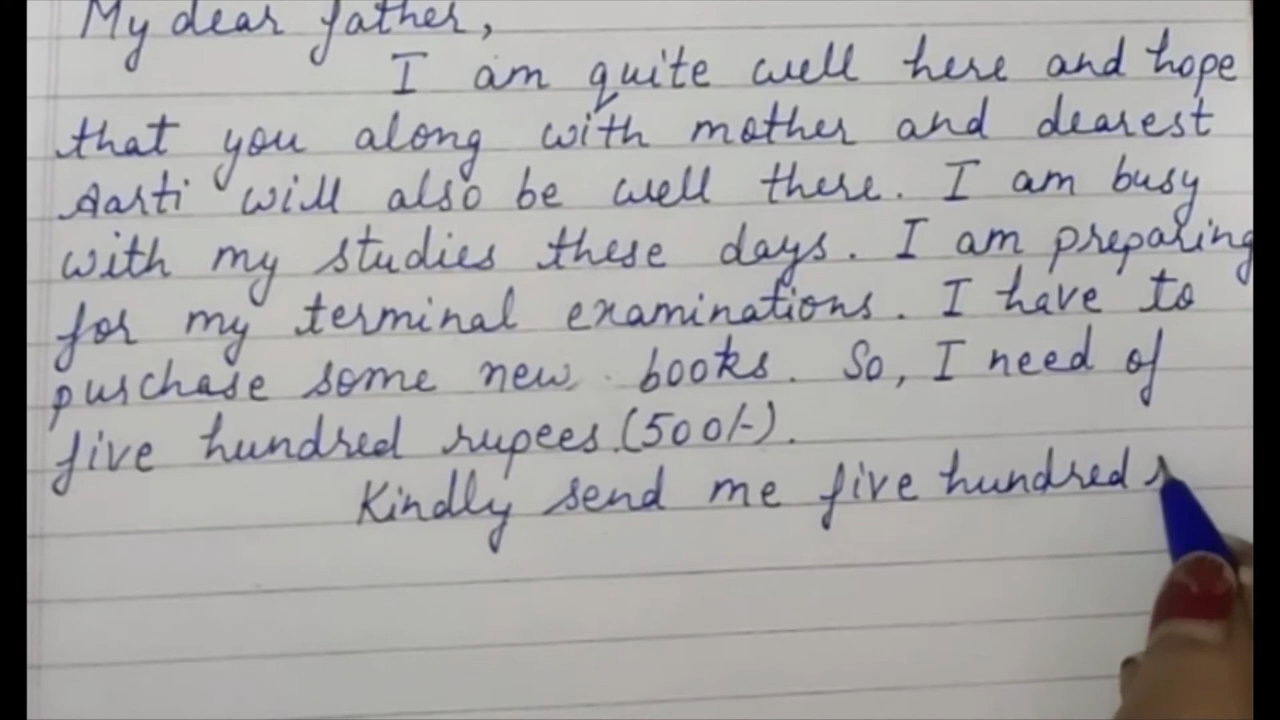 My dear father,
I am quite well here and hope
that you along with mother and dearest
Aarti will also be well there. I am busy
with my studies these days. I am preparing
for my terminal examinations. I have to
purchase some new books. So, I need of
five hundred rupees.(500/-).
Kindly send me five hundred